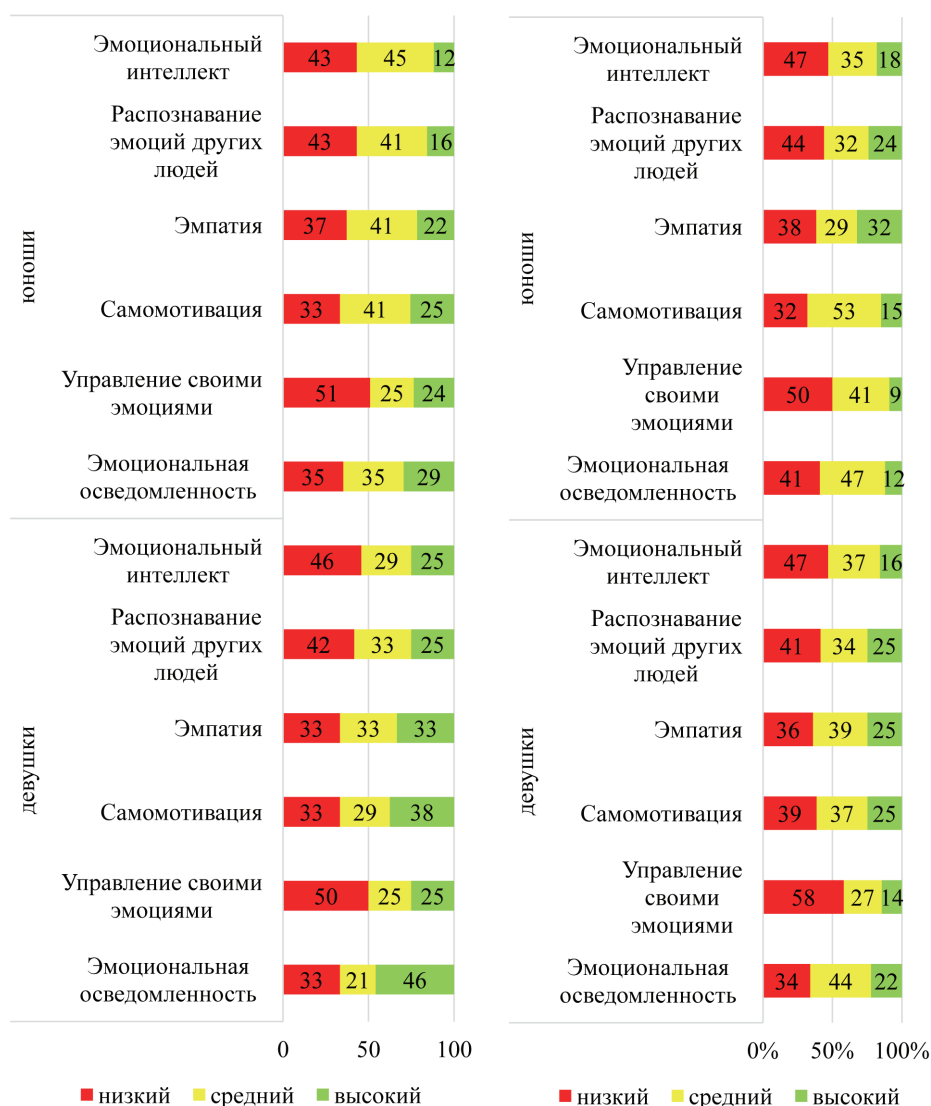 юноши
Эмоциональный
интеллект
43 45 12
Распознавание
эмоций других
людей
43 41 16
Эмпатия
37 41 22
Самомотивация
33 41 25
Управление своими
эмоциями
51 25 24
Эмоциональная
осведомленность
35 35 29
девушки
Эмоциональный
интеллект
46 29 25
Распознавание
эмоций других
людей
42 33 25
Эмпатия
33 33 33
Самомотивация
33 29 38
Управление своими
эмоциями
50 25 25
Эмоциональная
осведомленность
33 21 46
0 50 100
низкий средний высокий
юноши
Эмоциональный
интеллект
47 35 18
Распознавание
эмоций других
людей
44 32 24
Эмпатия
38 29 32
Самомотивация
32 53 15
Управление
своими
эмоциями
50 41 9
Эмоциональная
осведомленность
41 47 12
девушки
Эмоциональный
интеллект
47 37 16
Распознавание
эмоций других
людей
41 34 25
Эмпатия
36 39 25
Самомотивация
39 37 25
Управление
своими
эмоциями
58 27 14
Эмоциональная
осведомленность
34 44 22
0% 50% 100%
низкий средний высокий